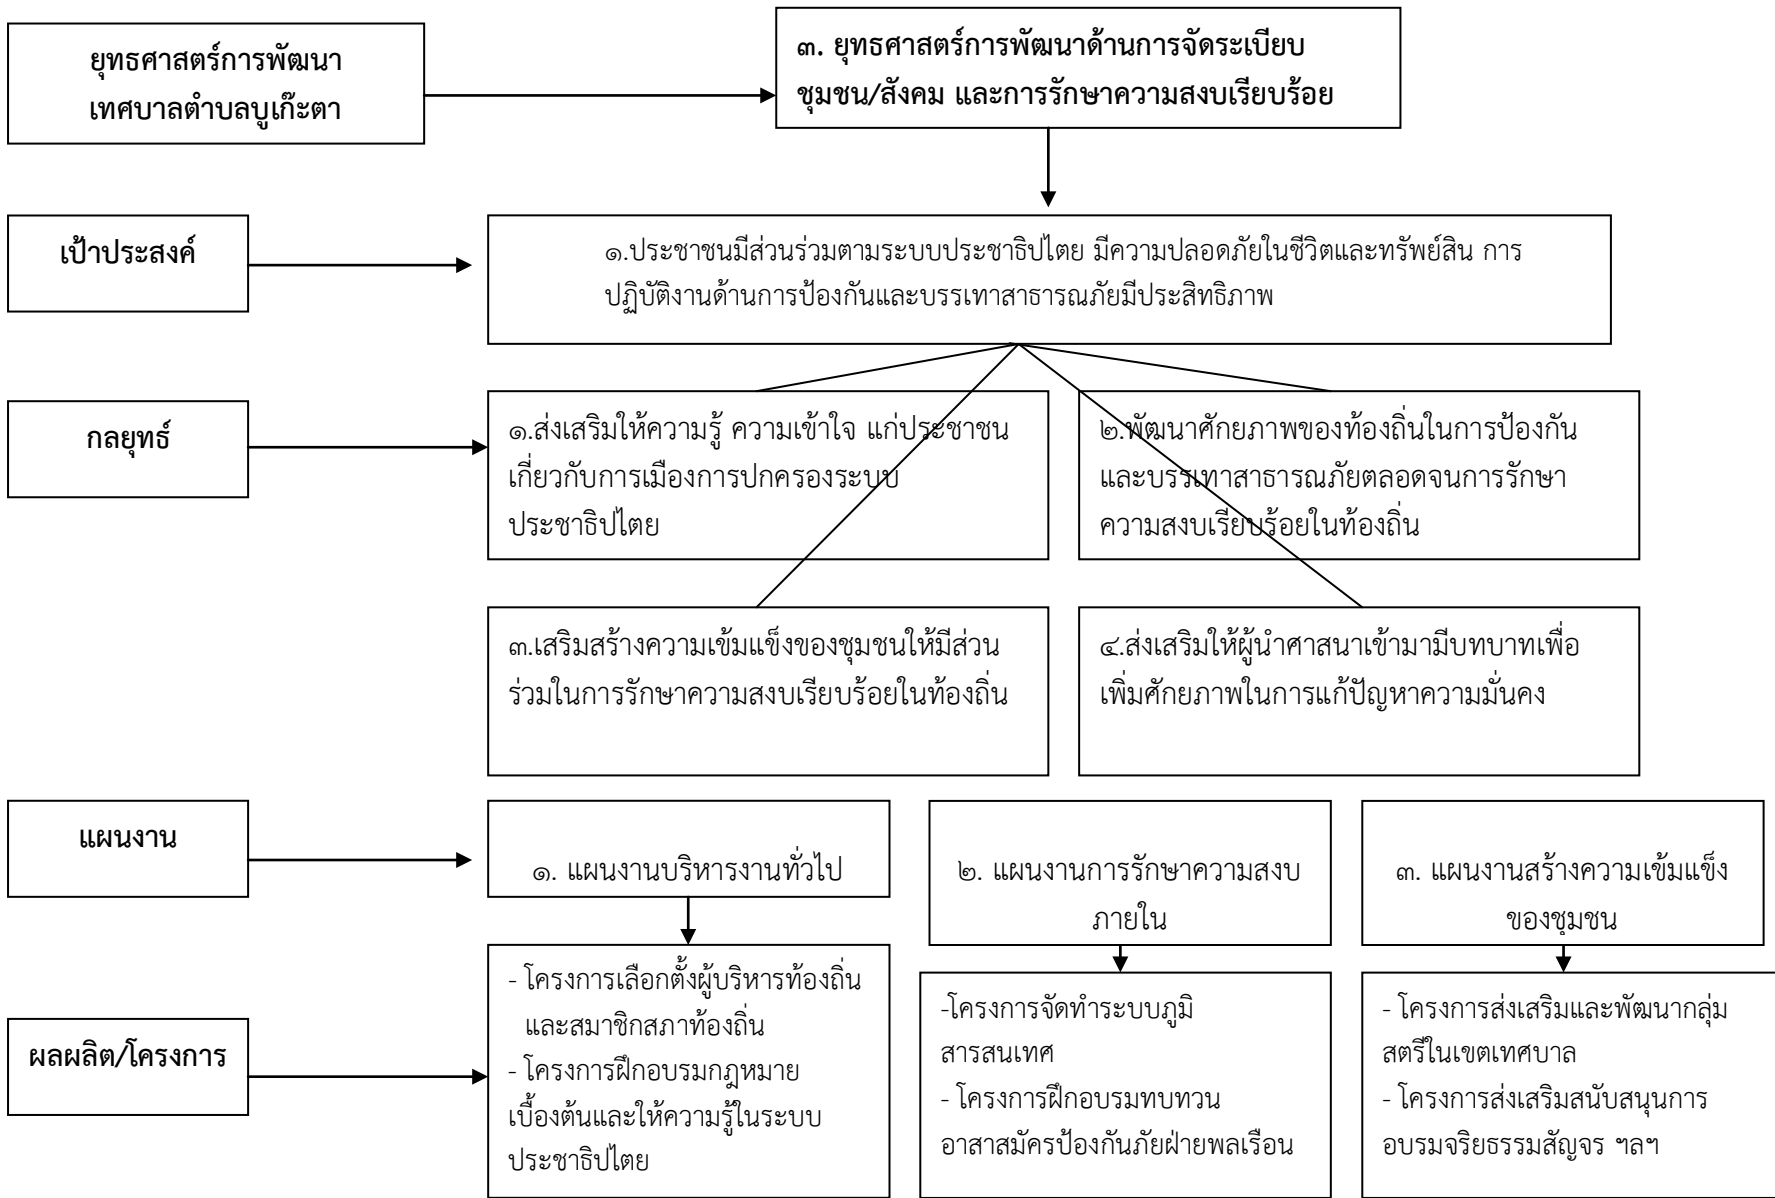 ยุทธศาสตร์การพัฒนา
เทศบาลตำบลบูเก๊ะตา
๓. ยุทธศาสตร์การพัฒนาด้านการจัดระเบียบ
ชุมชน/สังคม และการรักษาความสงบเรียบร้อย
เป้าประสงค์
๑.ประชาชนมีส่วนร่วมตามระบบประชาธิปไตย มีความปลอดภัยในชีวิตและทรัพย์สิน การ
ปฏิบัติงานด้านการป้องกันและบรรเทาสาธารณภัยมีประสิทธิภาพ
กลยุทธ์
๑.ส่งเสริมให้ความรู้ ความเข้าใจ แก่ประชาชน
เกี่ยวกับการเมืองการปกครองระบบ
ประชาธิปไตย
๒.พัฒนาศักยภาพของท้องถิ่นในการป้องกัน
และบรรเทาสาธารณภัยตลอดจนการรักษา
ความสงบเรียบร้อยในท้องถิ่น
๓.เสริมสร้างความเข้มแข็งของชุมชนให้มีส่วน
ร่วมในการรักษาความสงบเรียบร้อยในท้องถิ่น
๔.ส่งเสริมให้ผู้นำศาสนาเข้ามามีบทบาทเพื่อ
เพิ่มศักยภาพในการแก้ปัญหาความมั่นคง
แผนงาน
๑. แผนงานบริหารงานทั่วไป
๒. แผนงานการรักษาความสงบ
ภายใน
๓. แผนงานสร้างความเข้มแข็ง
ของชุมชน
ผลผลิต/โครงการ
- โครงการเลือกตั้งผู้บริหารท้องถิ่น
และสมาชิกสภาท้องถิ่น
- โครงการฝึกอบรมกฎหมาย
เบื้องต้นและให้ความรู้ในระบบ
ประชาธิปไตย
-โครงการจัดทำระบบภูมิ
สารสนเทศ
- โครงการฝึกอบรมทบทวน
อาสาสมัครป้องกันภัยฝ่ายพลเรือน
- โครงการส่งเสริมและพัฒนากลุ่ม
สตรีในเขตเทศบาล
- โครงการส่งเสริมสนับสนุนการ
อบรมจริยธรรมสัญจร ฯลฯ